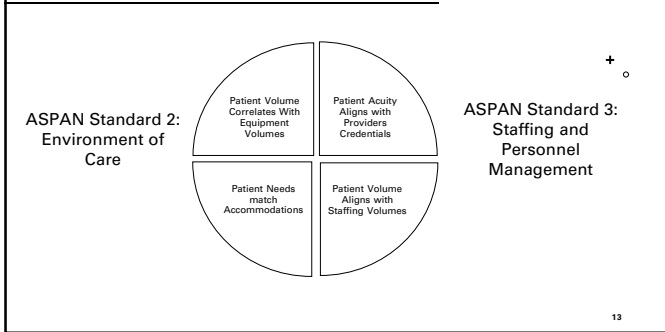 ASPAN Standard 2:
Environment of
Care
Patient Volume
Correlates With
Equipment
Volumes
Patient Acuity
Aligns with
Providers
Credentials
Patient Needs
match
Accommodations
Patient Volume
Aligns with
Staffing Volumes
ASPAN Standard 3:
Staffing and
Personnel
Management
13